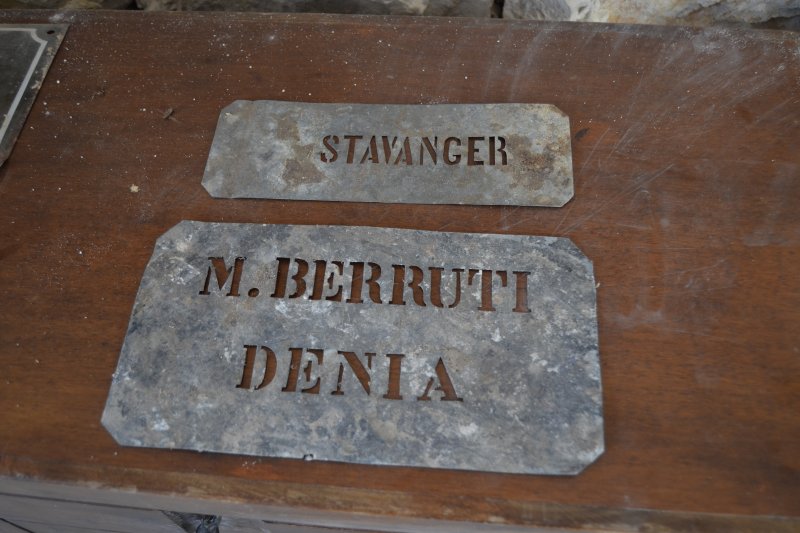 STAVANGER
M. BERRUTI
DENIA